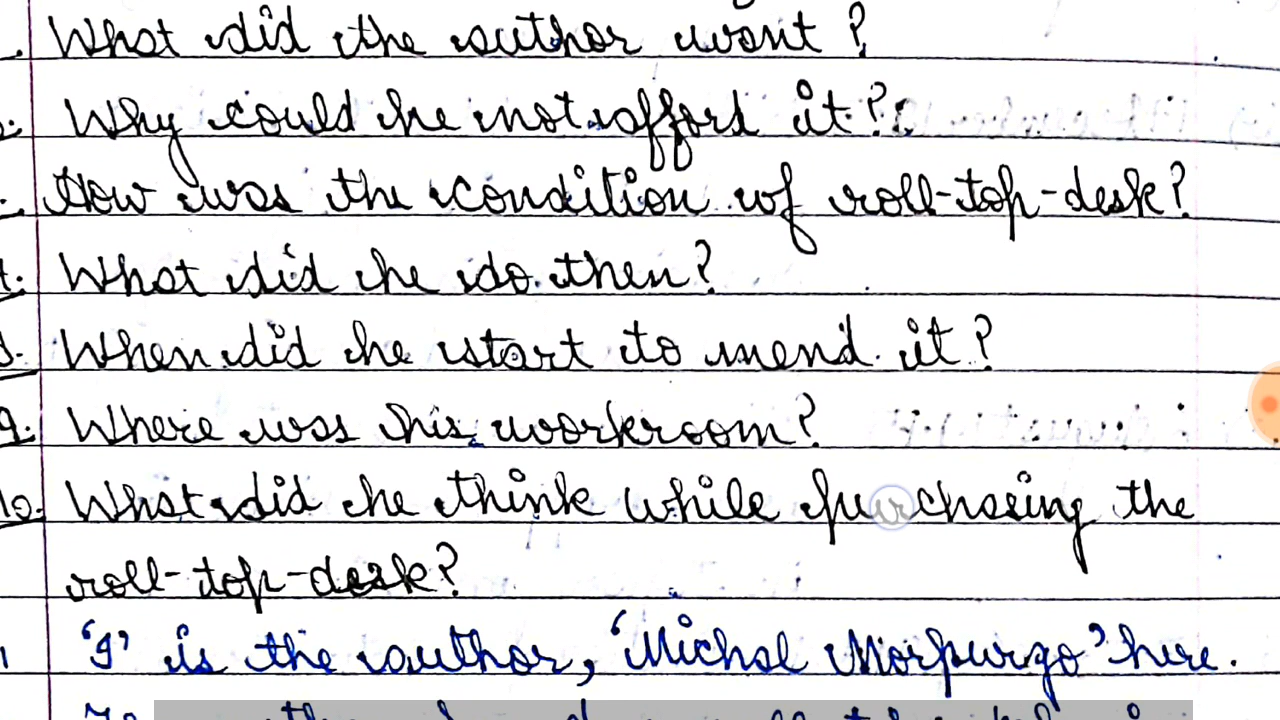 What did the author want?
Why could he not afford it?
How was the condition of roll-top-desk?
What did he do then?
When did he start to mend it?
9. Where was his workroom?
10. What did he think while purchasing the
roll-top-desk?
'I' is the author, 'Michal Morpurgo' here.